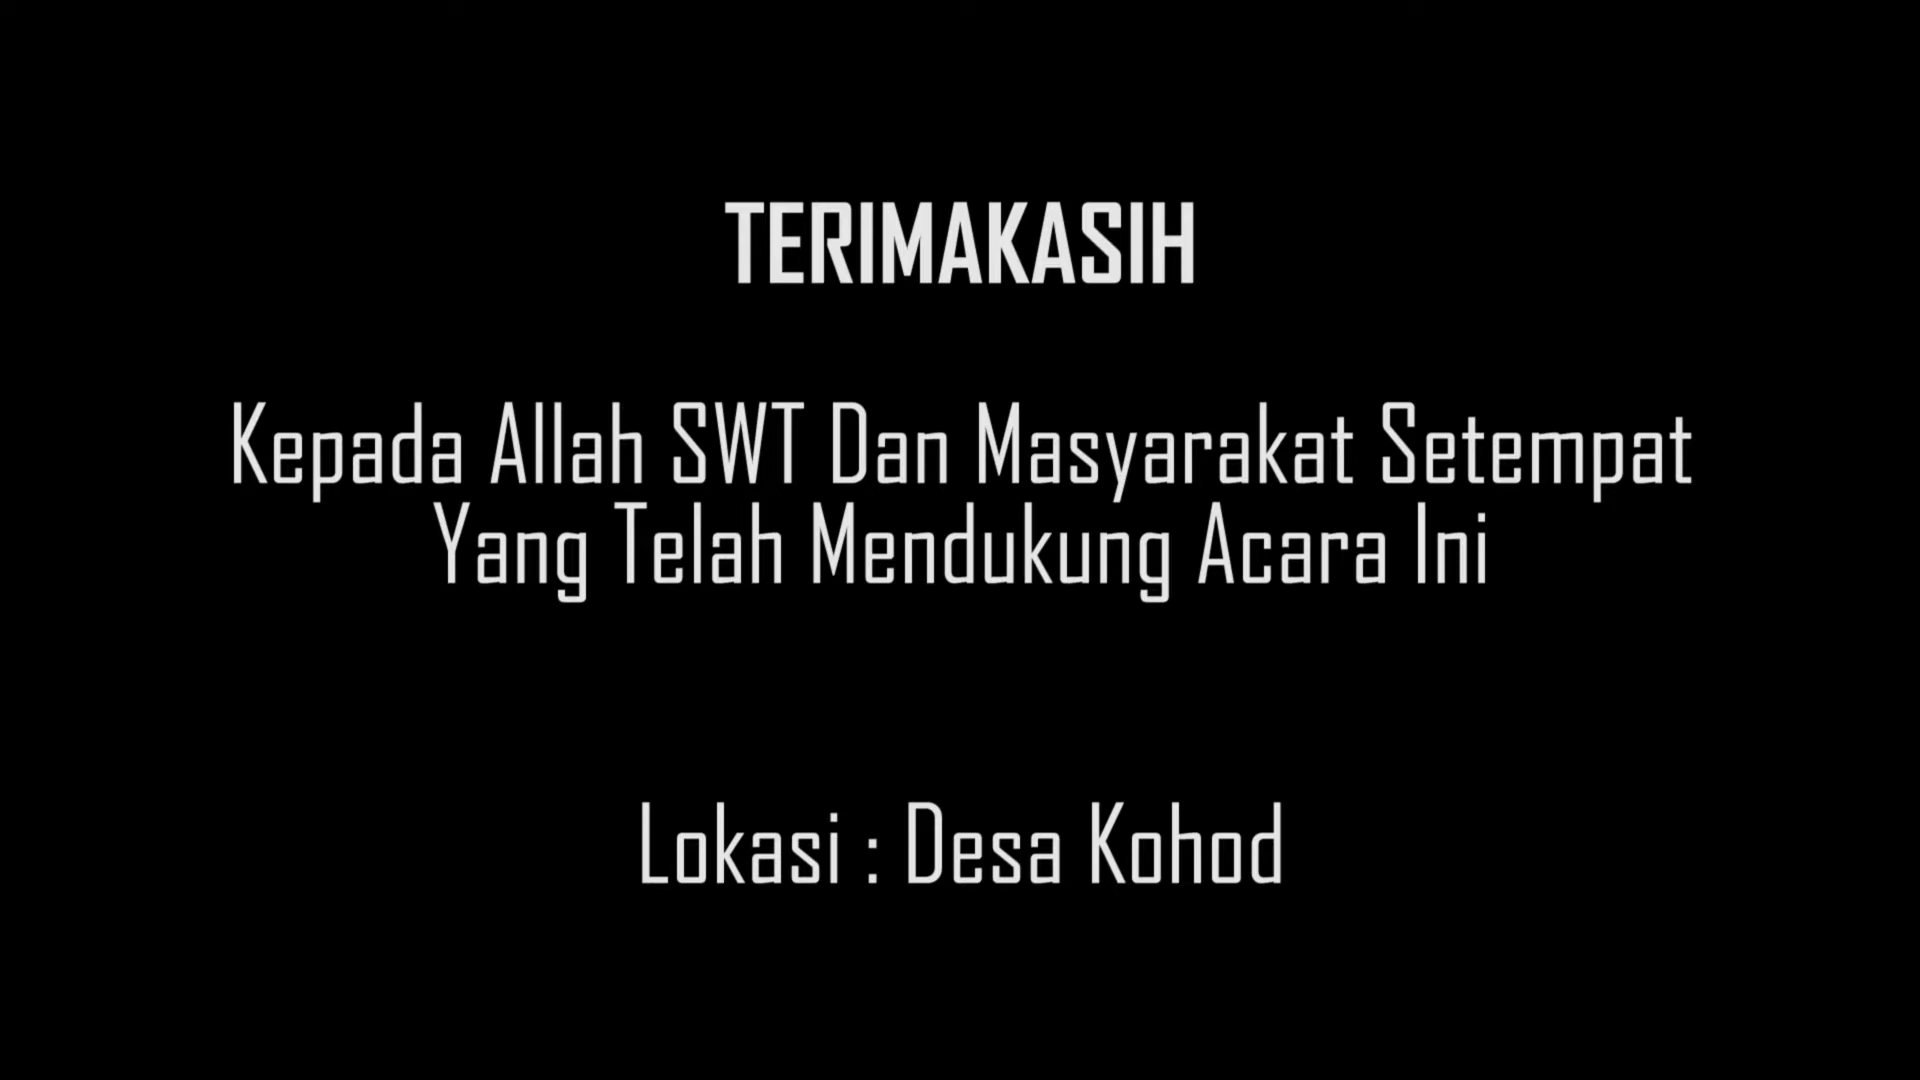 TERIMAKASIH
Kepada Allah SWT Dan Masyarakat Setempat
Yang Telah Mendukung Acara Ini
Lokasi : Desa Kohod